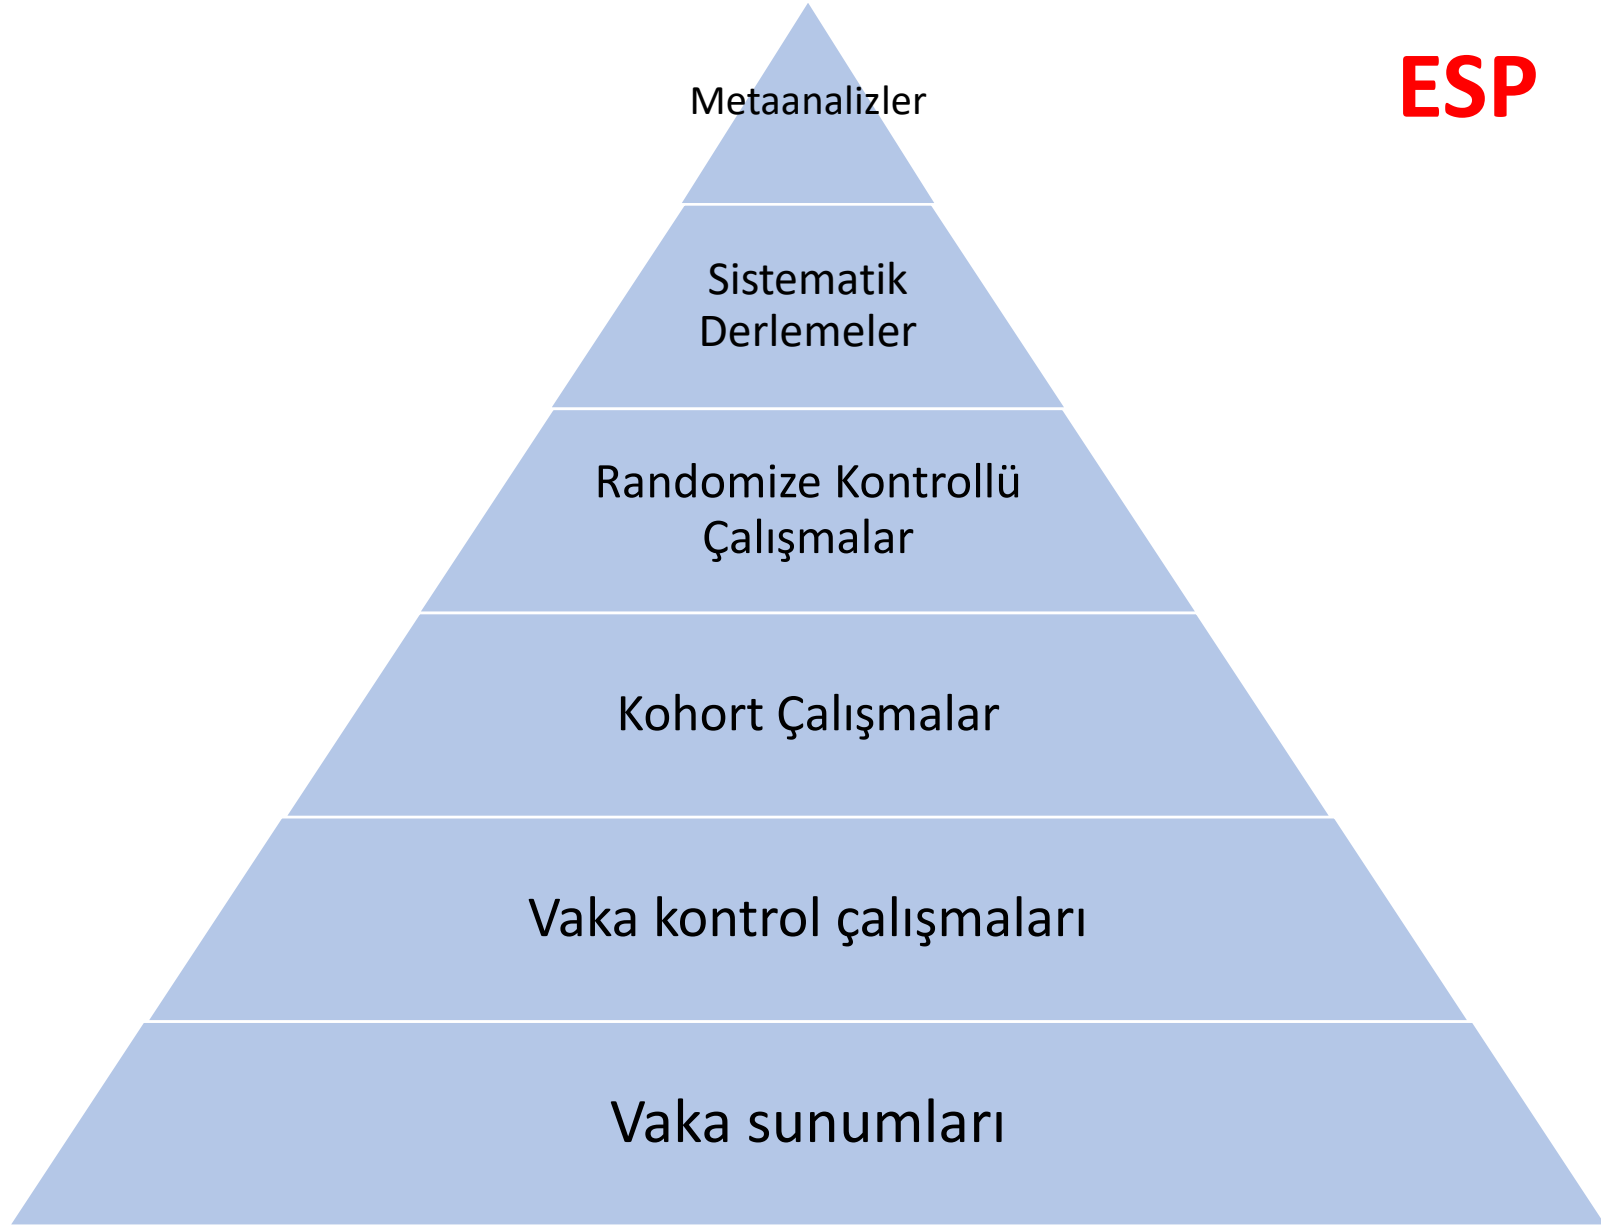 Metaanalizler
ESP
Sistematik
Derlemeler
Randomize Kontrollü
Çalışmalar
Kohort Çalışmalar
Vaka kontrol çalışmaları
Vaka sunumları